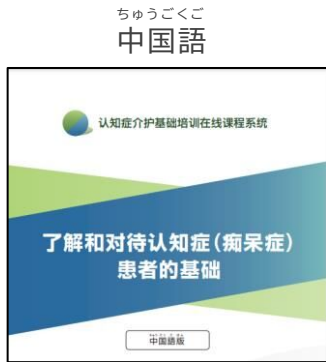 ちゅうごくご
中国語
认知症介护基础培训在线课程系统
了解和对待认知症(痴呆症)
患者的基础
中国語版